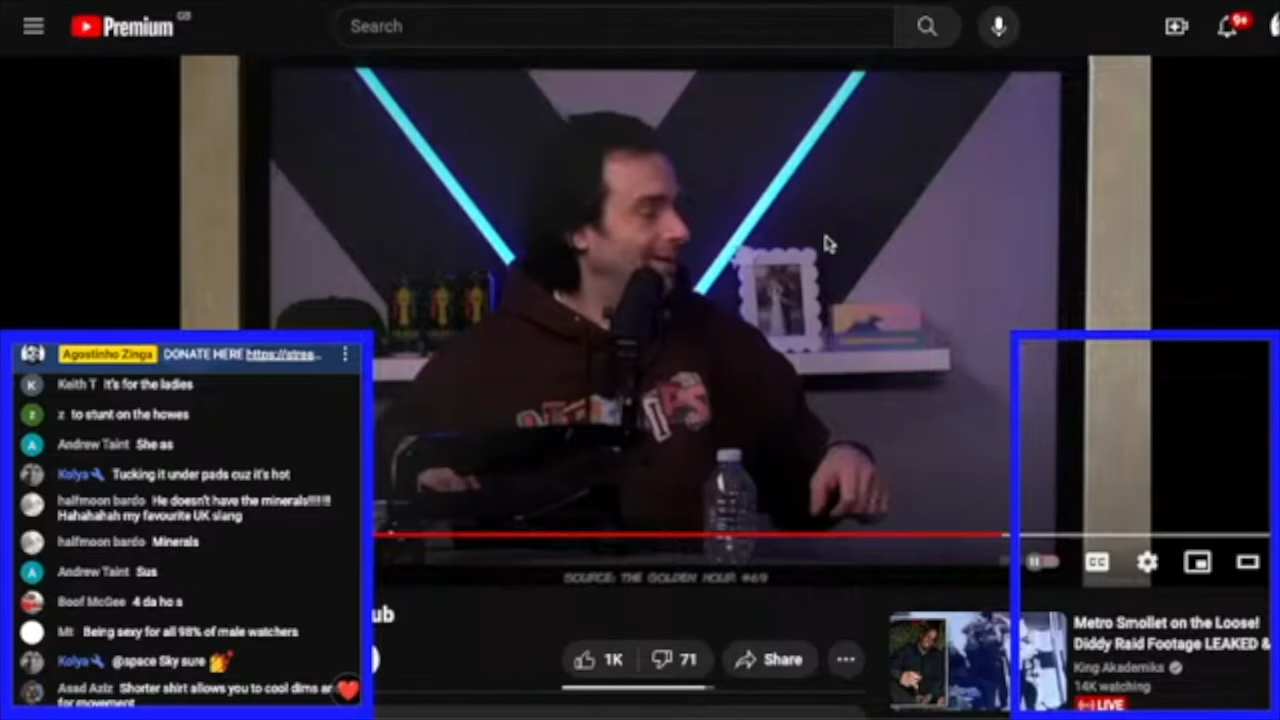 Premium GB
Search
9+
Agostinho Zinga DONATE HERE https://strea...
K Keith T It's for the ladies
z z to stunt on the howes
A Andrew Taint She as
Kolya Tucking it under pads cuz it's hot
halfmoon bardo He doesn't have the minerals!!!!!!!
Hahahahah my favourite UK slang
halfmoon bardo Minerals
A Andrew Taint Sus
Boof McGee 4 da ho s
Mt Being sexy for all 98% of male watchers
Kolya @space Sky sure
Asad Aziz Shorter shirt allows you to cool dims ar
for movement
CC
SOURCE: THE GOLDEN HOUR #69
ub
1K 71 Share
Metro Smollet on the Loose!
Diddy Raid Footage LEAKED &
King Akademiks
14K watching
LIVE